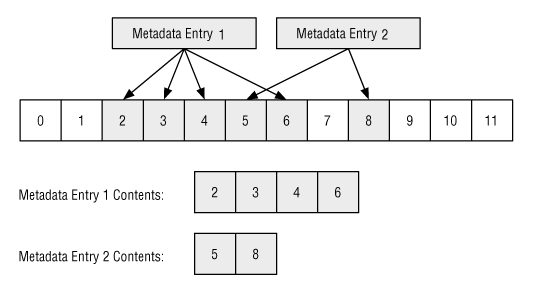 Metadata Entry 1 Metadata Entry 2
0 1 2 3 4 5 6 7 8 9 10 11
Metadata Entry 1 Contents: 2 3 4 6
Metadata Entry 2 Contents: 5 8